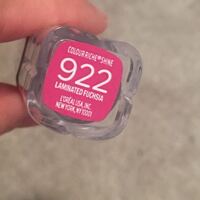 COLOUR RICHE® SHINE
922
LAMINATED FUCHSIA
L'ORÉAL USA, INC.
NEW YORK, NY 10001